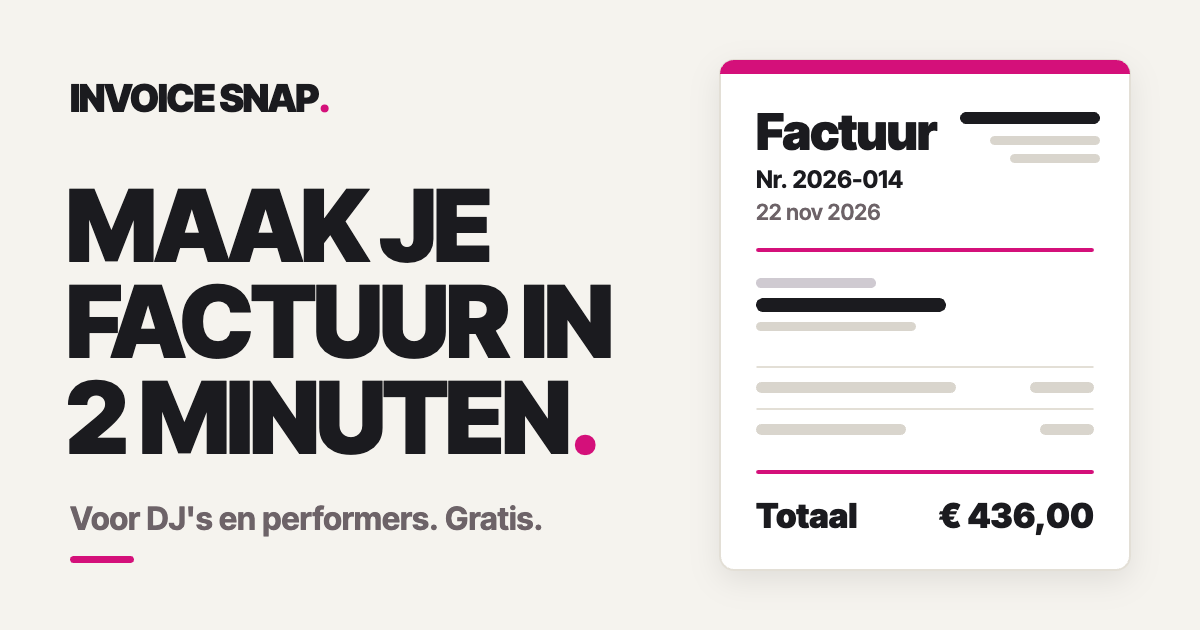 INVOICE SNAP.
MAAK JE
FACTUUR IN
2 MINUTEN.
Voor DJ's en performers. Gratis.
Factuur
Nr. 2026-014
22 nov 2026
Totaal € 436,00